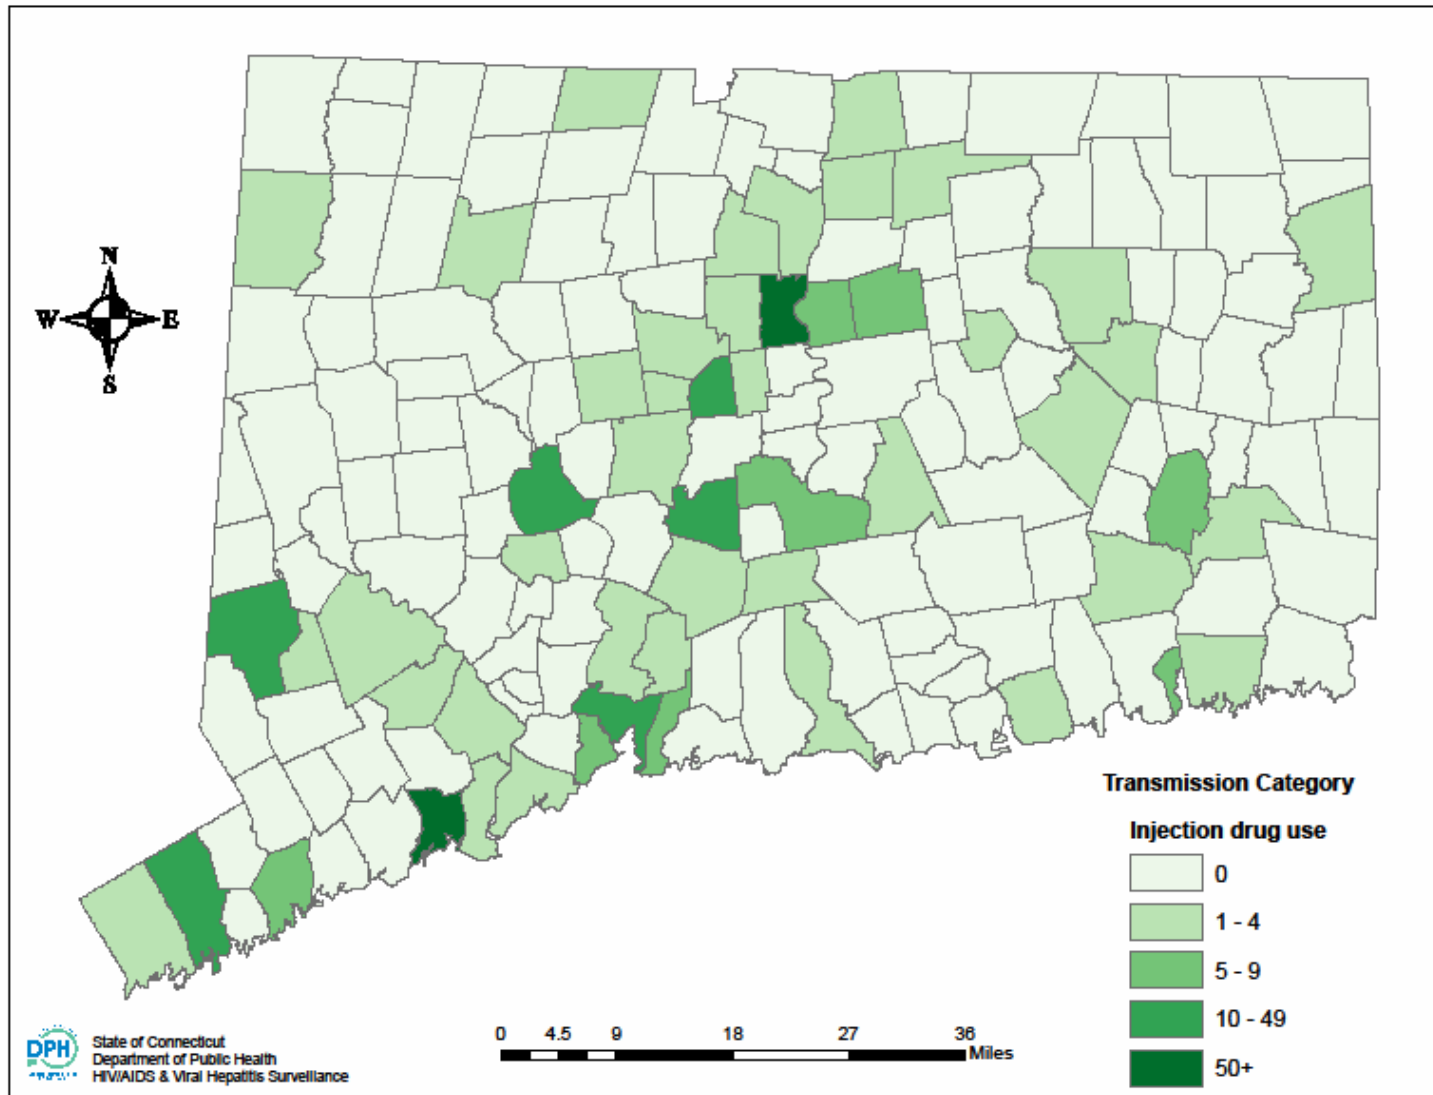 N
W E
S
Transmission Category
Injection drug use
0
1 - 4
5 - 9
10 - 49
50+
0 4.5 9 18 27 36
Miles
DPH
State of Connecticut
Department of Public Health
HIV/AIDS & Viral Hepatitis Surveillance